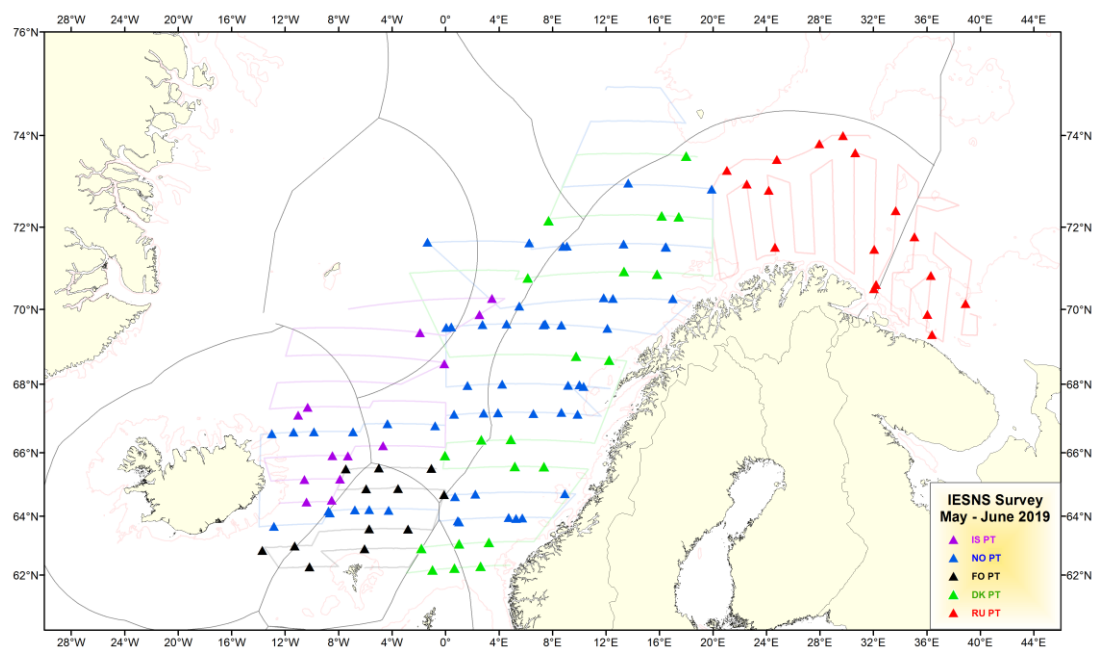 28°W 24°W 20°W 16°W 12°W 8°W 4°W 0° 4°E 8°E 12°E 16°E 20°E 24°E 28°E 32°E 36°E 40°E 44°E
76°N
74°N 74°N
72°N 72°N
70°N 70°N
68°N 68°N
66°N 66°N
64°N 64°N
62°N 62°N
IESNS Survey
May - June 2019
IS PT
NO PT
FO PT
DK PT
RU PT
28°W 24°W 20°W 16°W 12°W 8°W 4°W 0° 4°E 8°E 12°E 16°E 20°E 24°E 28°E 32°E 36°E 40°E 44°E